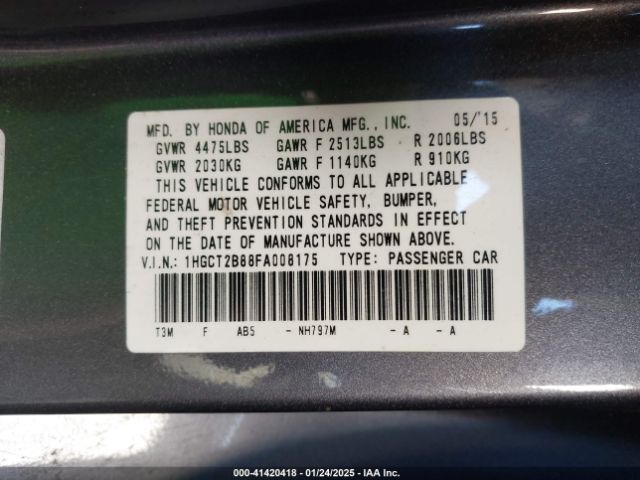 MFD. BY HONDA OF AMERICA MFG., INC. 05/'15
GVWR 4475LBS GAWR F 2513LBS R 2006LBS
GVWR 2030KG GAWR F 1140KG R 910KG
THIS VEHICLE CONFORMS TO ALL APPLICABLE
FEDERAL MOTOR VEHICLE SAFETY, BUMPER,
AND THEFT PREVENTION STANDARDS IN EFFECT
ON THE DATE OF MANUFACTURE SHOWN ABOVE.
V.I.N.: 1HGCT2B88FA008175 TYPE: PASSENGER CAR
T3M F AB5 - NH797M - A - A
000-41420418 - 01/24/2025 - IAA Inc.